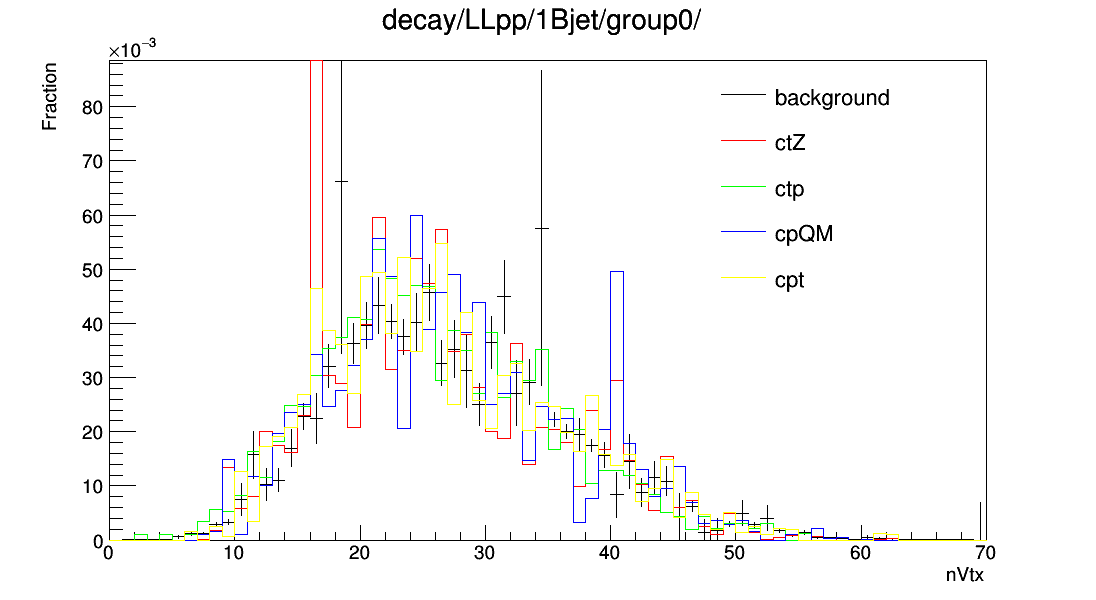 decay/LLpp/1Bjet/group0/
×10⁻³
Fraction
80
70
60
50
40
30
20
10
0
background
ctZ
ctp
cpQM
cpt
0 10 20 30 40 50 60 70
nVtx